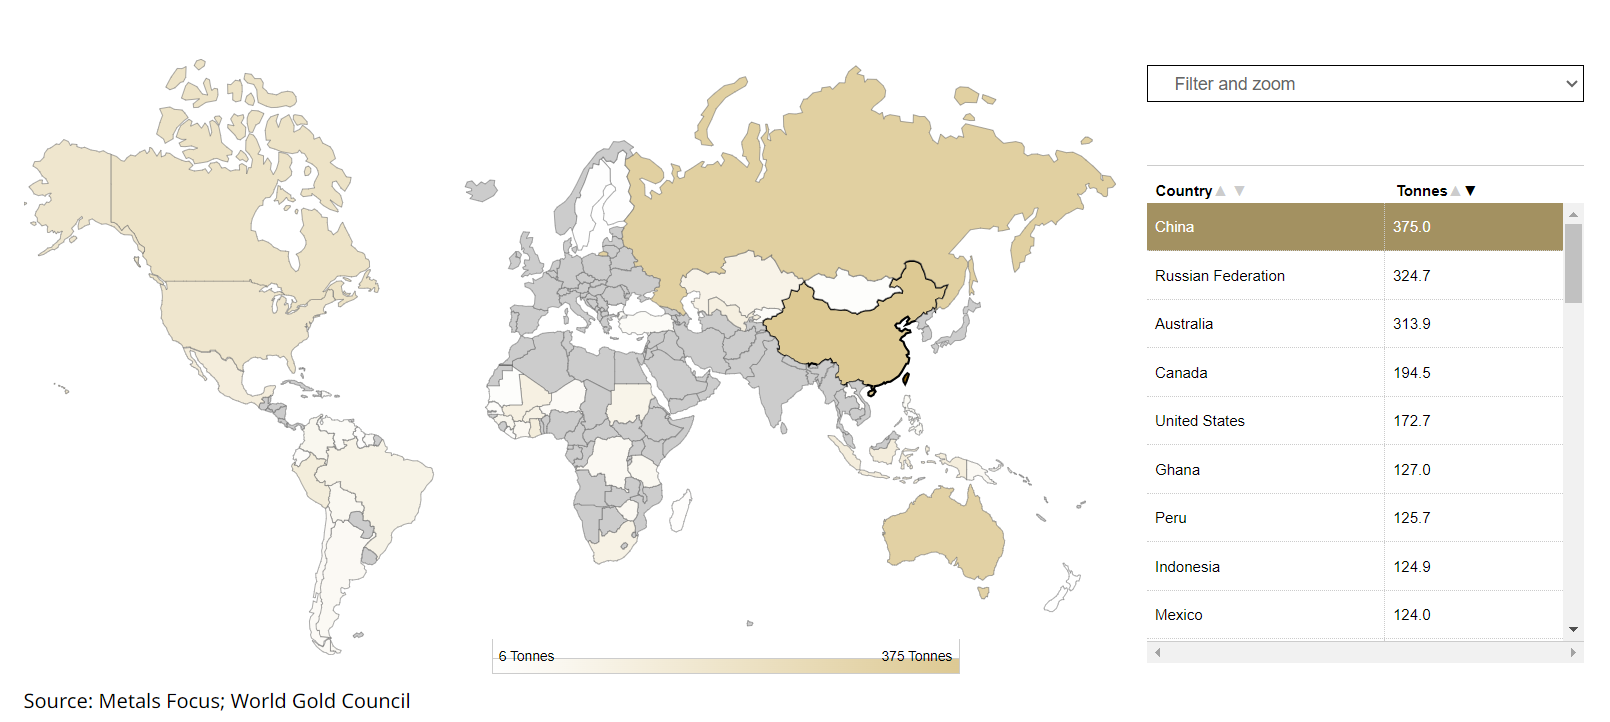 Filter and zoom
Country Tonnes
China 375.0
Russian Federation 324.7
Australia 313.9
Canada 194.5
United States 172.7
Ghana 127.0
Peru 125.7
Indonesia 124.9
Mexico 124.0
6 Tonnes 375 Tonnes
Source: Metals Focus; World Gold Council